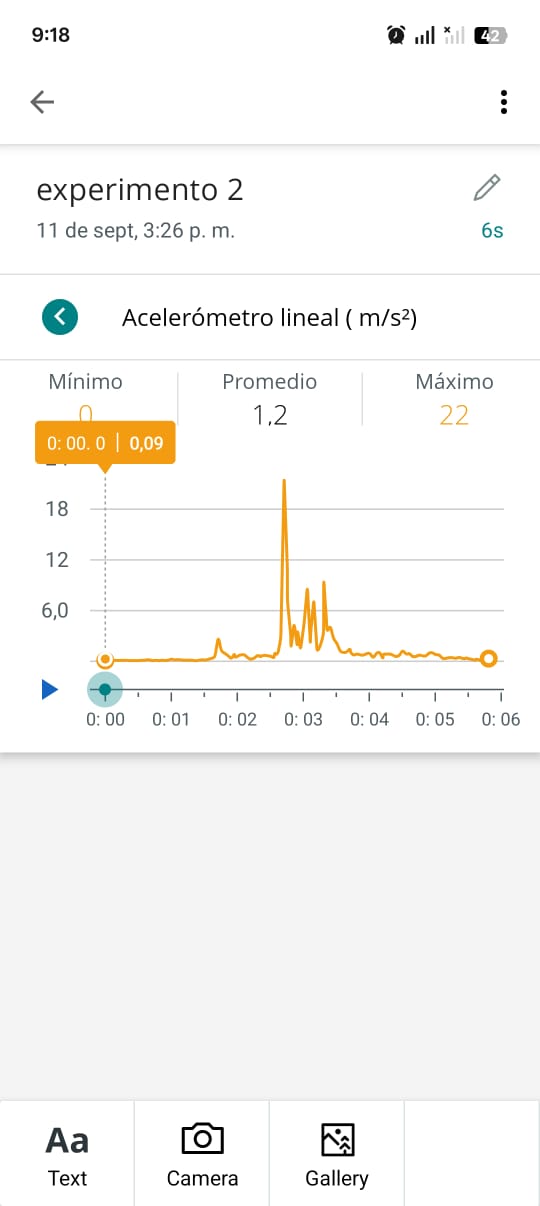 9:18
42
experimento 2
11 de sept, 3:26 p. m.
6s
Acelerómetro lineal ( m/s²)
Mínimo
Promedio
Máximo
0
1,2
22
0: 00. 0 | 0,09
18
12
6,0
0: 00
0: 01
0: 02
0: 03
0: 04
0: 05
0: 06
Aa
Text
Camera
Gallery